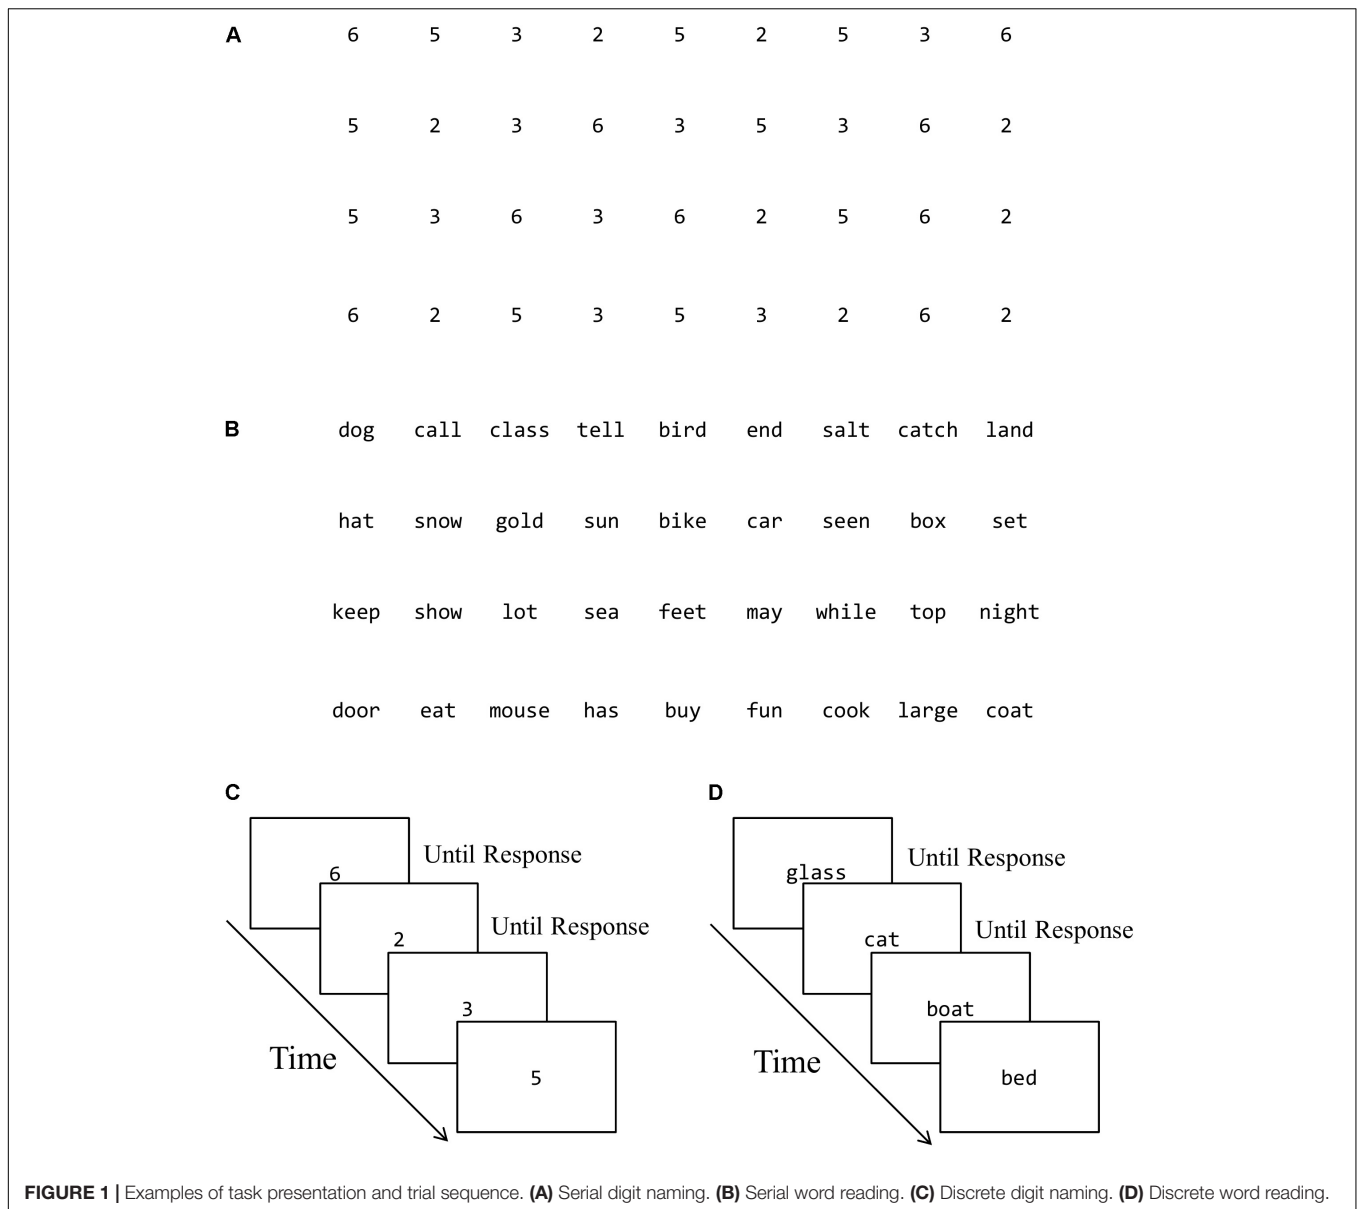 A 6 5 3 2 5 2 5 3 6
5 2 3 6 3 5 3 6 2
5 3 6 3 6 2 5 6 2
6 2 5 3 5 3 2 6 2
B dog call class tell bird end salt catch land
hat snow gold sun bike car seen box set
keep show lot sea feet may while top night
door eat mouse has buy fun cook large coat
C
6
Until Response
2
Until Response
3
5
Time
D
glass
Until Response
cat
Until Response
boat
bed
Time
FIGURE 1 | Examples of task presentation and trial sequence. (A) Serial digit naming. (B) Serial word reading. (C) Discrete digit naming. (D) Discrete word reading.